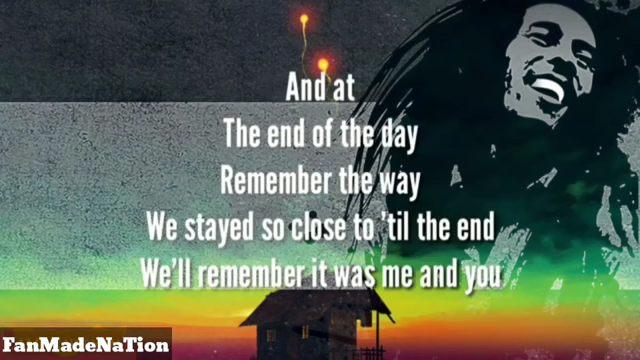 And at
The end of the day
Remember the way
We stayed so close to 'til the end
We'll remember it was me and you
FanMadeNaTion